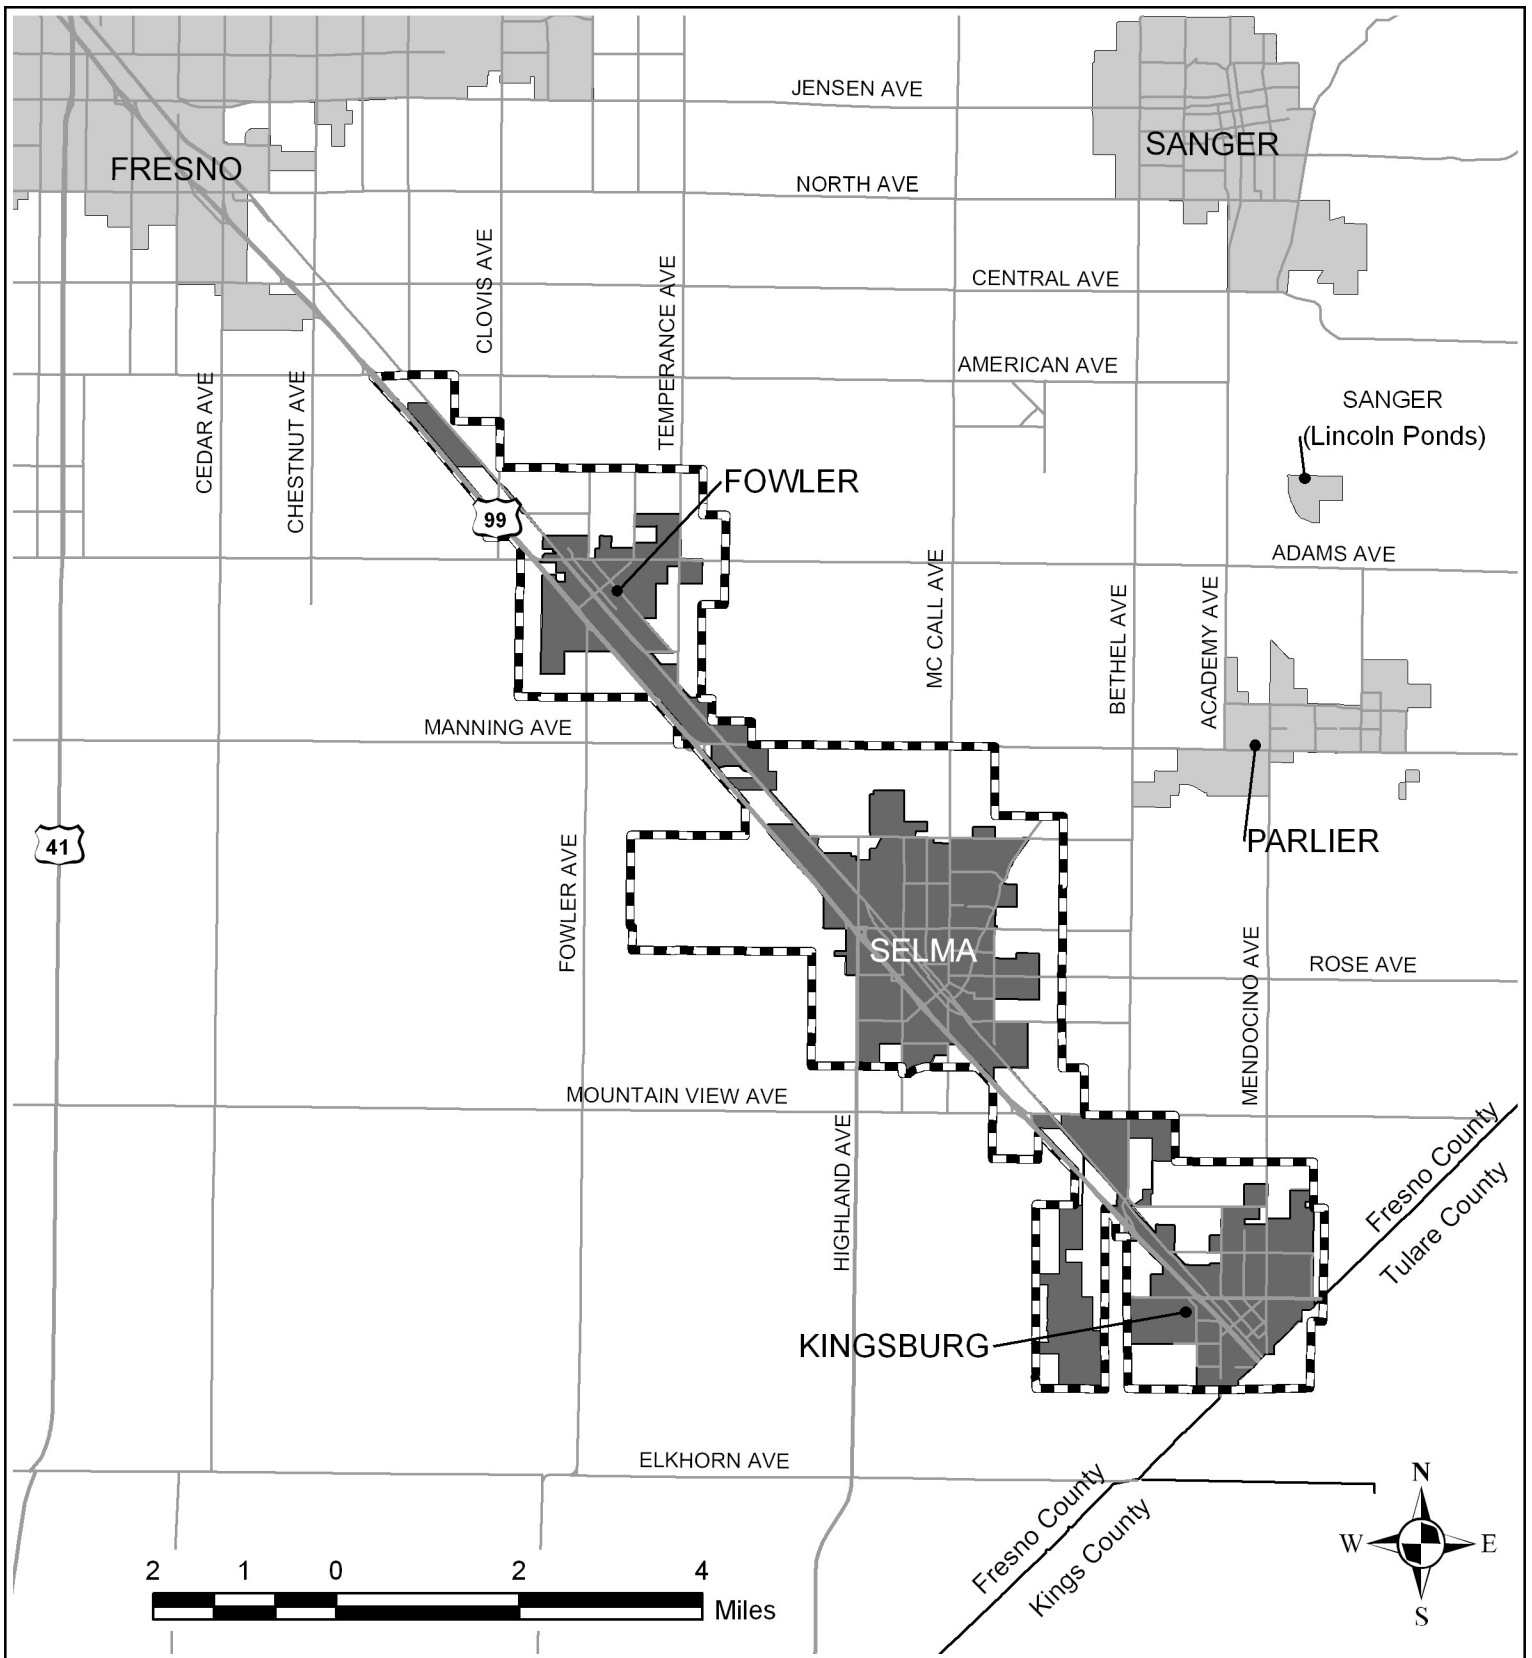 JENSEN AVE
SANGER
FRESNO
NORTH AVE
CLOVIS AVE
TEMPERANCE AVE
CENTRAL AVE
AMERICAN AVE
CEDAR AVE
CHESTNUT AVE
SANGER
(Lincoln Ponds)
FOWLER
99
ADAMS AVE
MC CALL AVE
BETHEL AVE
ACADEMY AVE
MANNING AVE
41
FOWLER AVE
PARLIER
SELMA
MENDOCINO AVE
ROSE AVE
MOUNTAIN VIEW AVE
HIGHLAND AVE
Fresno County
Tulare County
KINGSBURG
ELKHORN AVE
Fresno County
Kings County
N
W
E
S
2 1 0 2 4
Miles